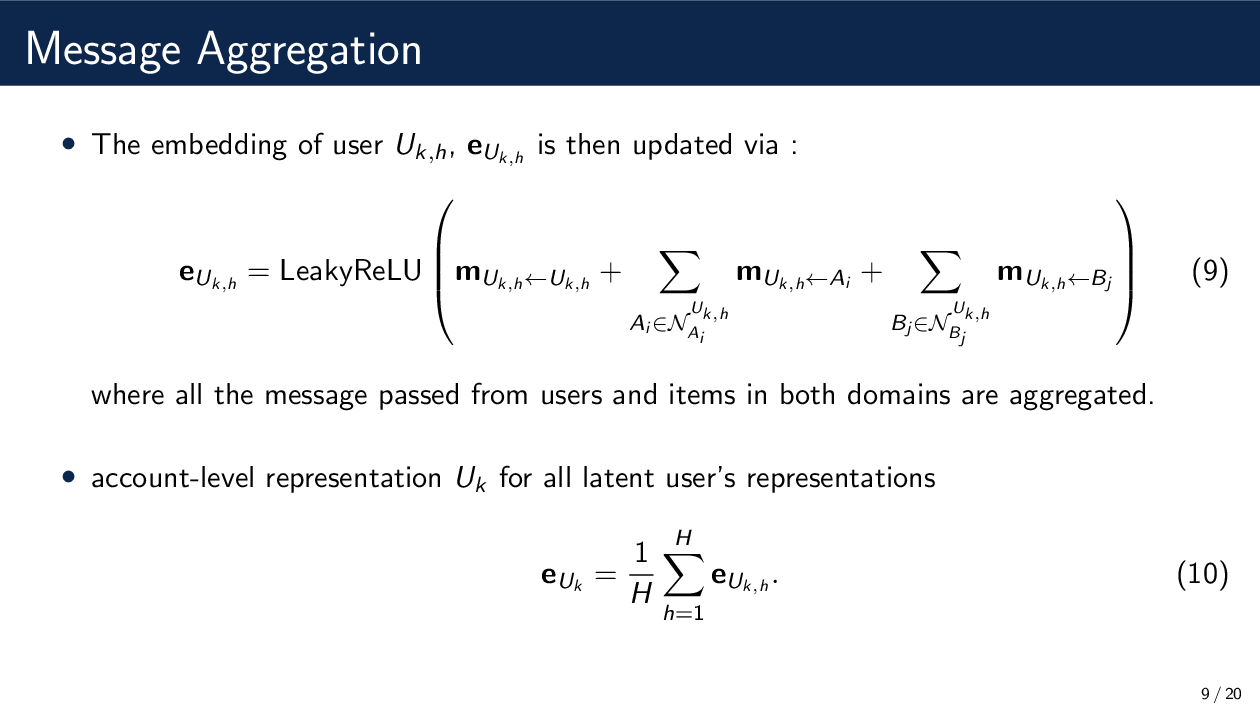 Message Aggregation
• The embedding of user $U_{k,h}$, $\mathbf{e}_{U_{k,h}}$ is then updated via :
$\mathbf{e}_{U_{k,h}} = \text{LeakyReLU} \left( \mathbf{m}_{U_{k,h} \leftarrow U_{k,h}} + \sum_{A_i \in \mathcal{N}_{A_i}^{U_{k,h}}} \mathbf{m}_{U_{k,h} \leftarrow A_i} + \sum_{B_j \in \mathcal{N}_{B_j}^{U_{k,h}}} \mathbf{m}_{U_{k,h} \leftarrow B_j} \right)$ (9)
where all the message passed from users and items in both domains are aggregated.
• account-level representation $U_k$ for all latent user's representations
$\mathbf{e}_{U_k} = \frac{1}{H} \sum_{h=1}^{H} \mathbf{e}_{U_{k,h}}.$ (10)
9 / 20